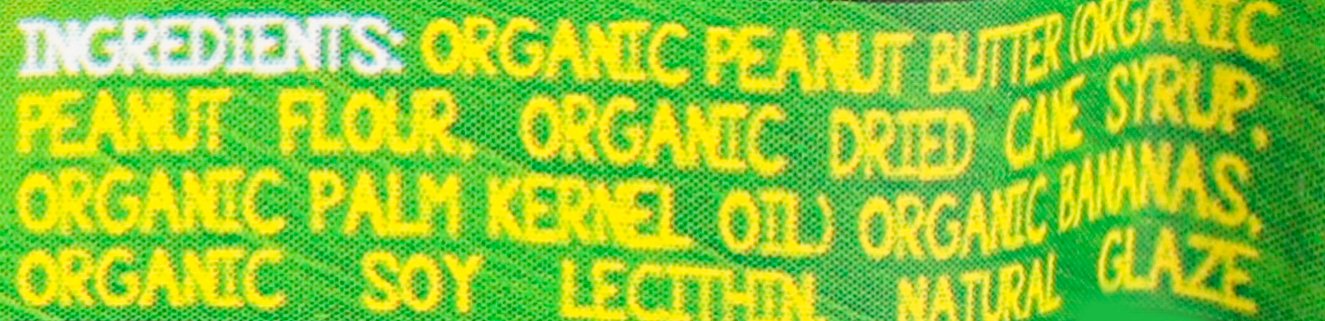 INGREDIENTS: ORGANIC PEANUT BUTTER (ORGANIC
PEANUT FLOUR, ORGANIC DRIED CANE SYRUP,
ORGANIC PALM KERNEL OIL) ORGANIC BANANAS,
ORGANIC SOY LECITHIN, NATURAL GLAZE